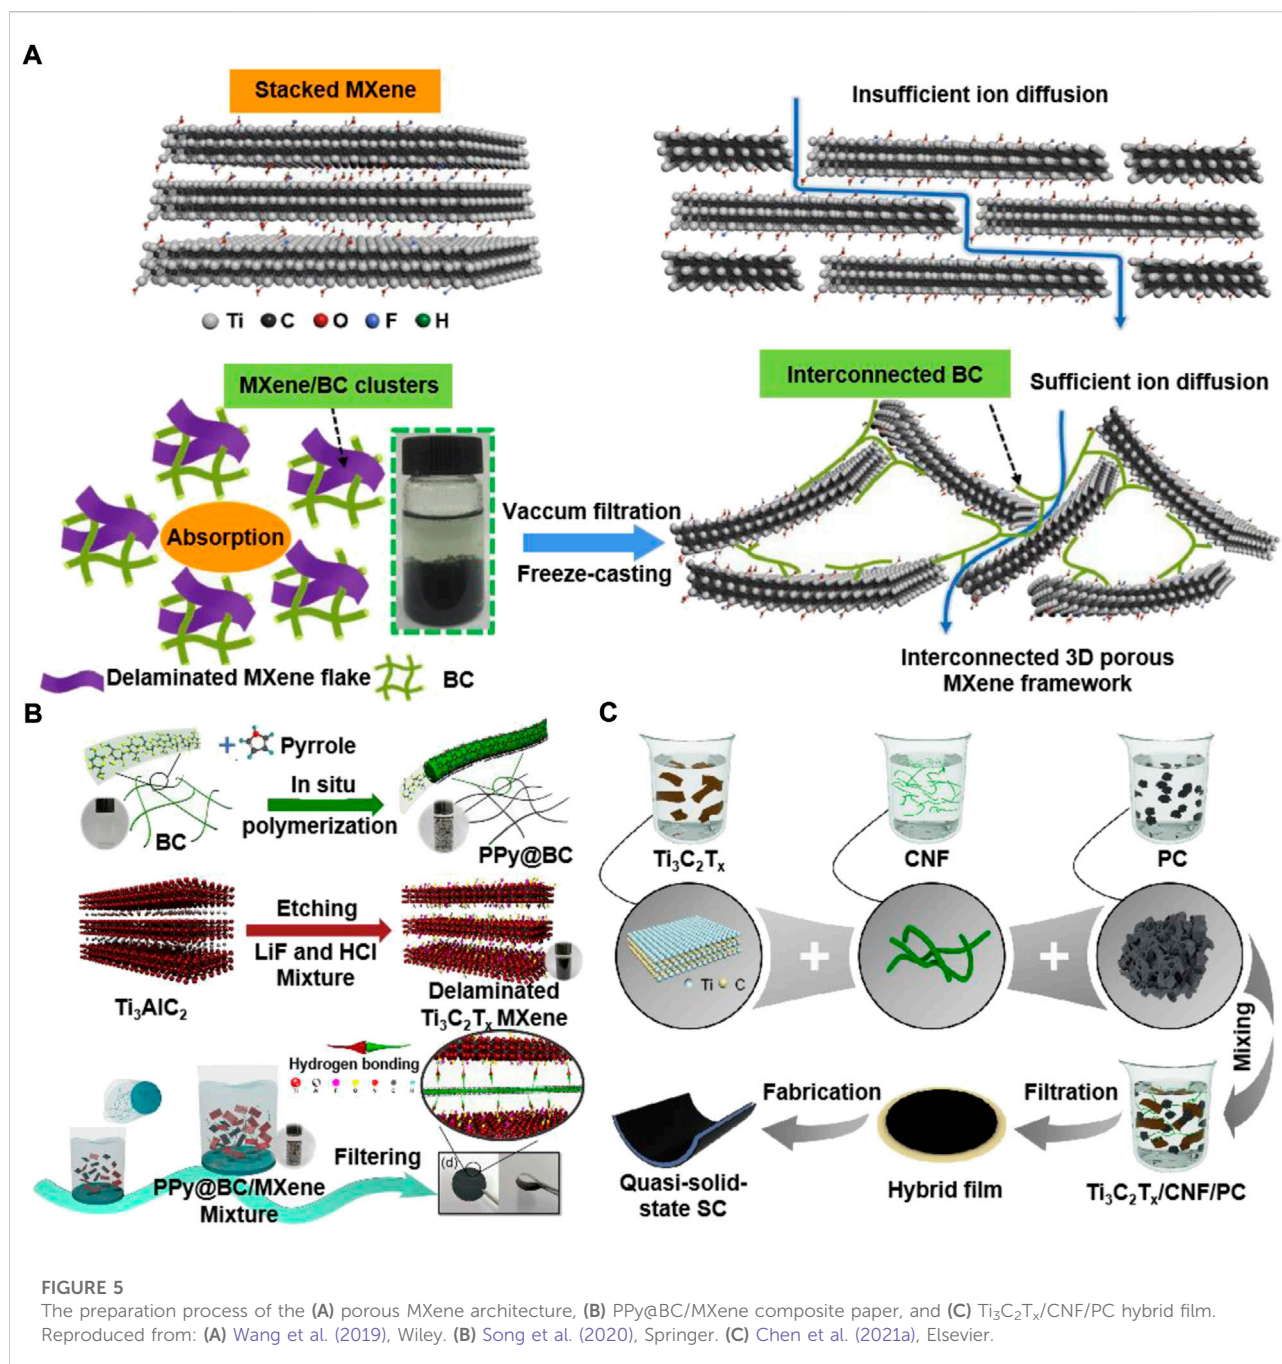 A
Stacked MXene
Insufficient ion diffusion
Ti C O F H
MXene/BC clusters
Interconnected BC
Sufficient ion diffusion
Absorption
Vaccum filtration
Freeze-casting
Delaminated MXene flake
BC
Interconnected 3D porous
MXene framework
B
+ Pyrrole
In situ
polymerization
BC
PPy@BC
Etching
LiF and HCl
Mixture
Ti₃AlC₂
Delaminated
Ti₃C₂Tₓ MXene
Hydrogen bonding
PPy@BC/MXene
Mixture
Filtering
(d)
C
Ti₃C₂Tₓ
CNF
PC
Ti C
+
+
Mixing
Ti₃C₂Tₓ/CNF/PC
Filtration
Hybrid film
Fabrication
Quasi-solid-
state SC
FIGURE 5
The preparation process of the (A) porous MXene architecture, (B) PPy@BC/MXene composite paper, and (C) Ti₃C₂Tₓ/CNF/PC hybrid film.
Reproduced from: (A) Wang et al. (2019), Wiley. (B) Song et al. (2020), Springer. (C) Chen et al. (2021a), Elsevier.